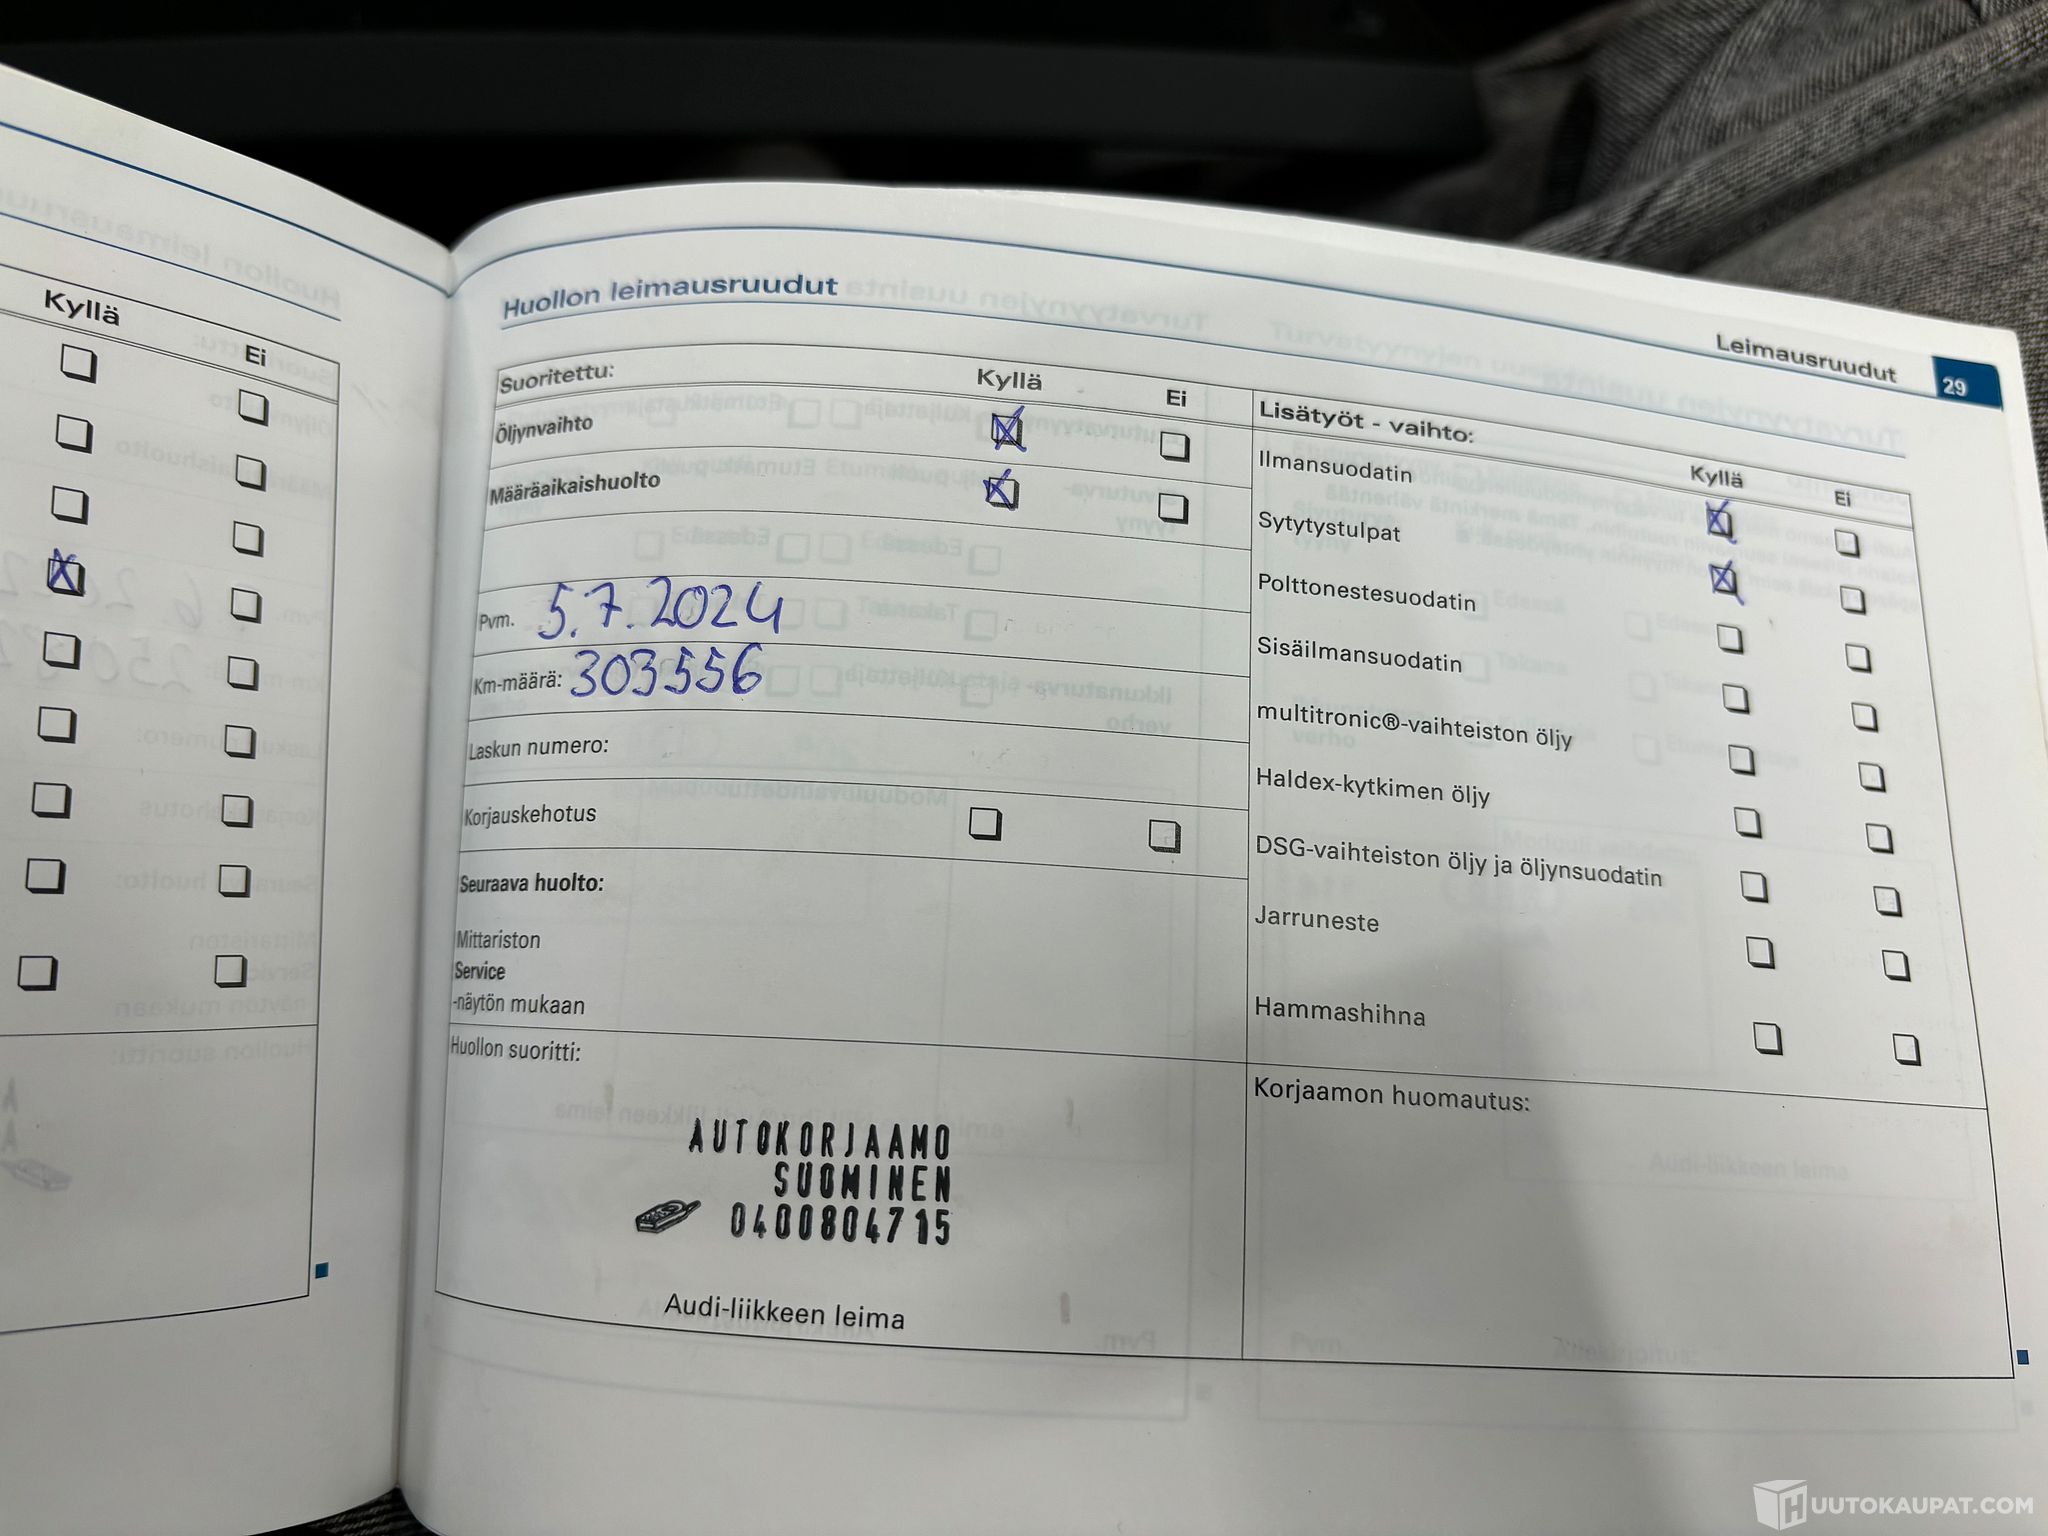 Kyllä
Ei
Huollon leimausruudut
Leimausruudut 29
Suoritettu:
Kyllä
Ei
Öljynvaihto
Määräaikaishuolto
Pvm. 5.7.2024
Km-määrä: 303556
Laskun numero:
Korjauskehotus
Seuraava huolto:
Mittariston
Service
-näytön mukaan
Huollon suoritti:
AUTOKORJAAMO
SUOMINEN
0400804715
Audi-liikkeen leima
Lisätyöt - vaihto:
Kyllä
Ei
Ilmansuodatin
Sytytystulpat
Polttonestesuodatin
Sisäilmansuodatin
multitronic®-vaihteiston öljy
Haldex-kytkimen öljy
DSG-vaihteiston öljy ja öljynsuodatin
Jarruneste
Hammashihna
Korjaamon huomautus:
HUUTOKAUPAT.COM